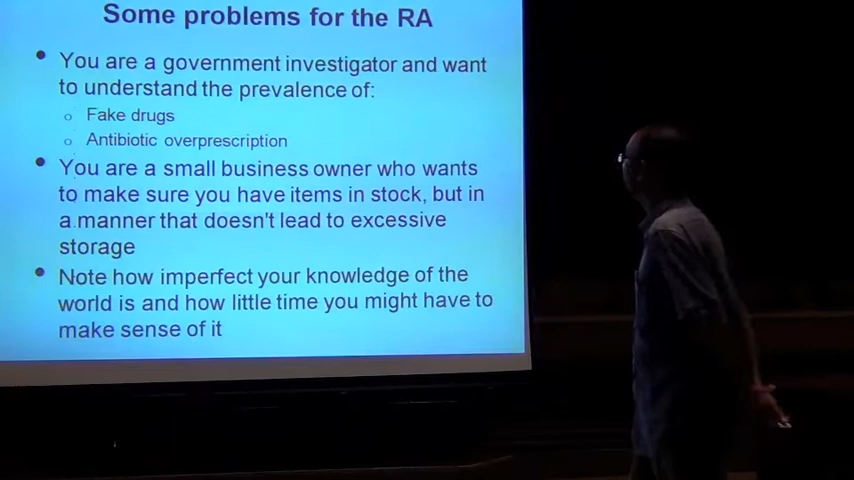 Some problems for the RA
• You are a government investigator and want
to understand the prevalence of:
o Fake drugs
o Antibiotic overprescription
• You are a small business owner who wants
to make sure you have items in stock, but in
a manner that doesn't lead to excessive
storage
• Note how imperfect your knowledge of the
world is and how little time you might have to
make sense of it